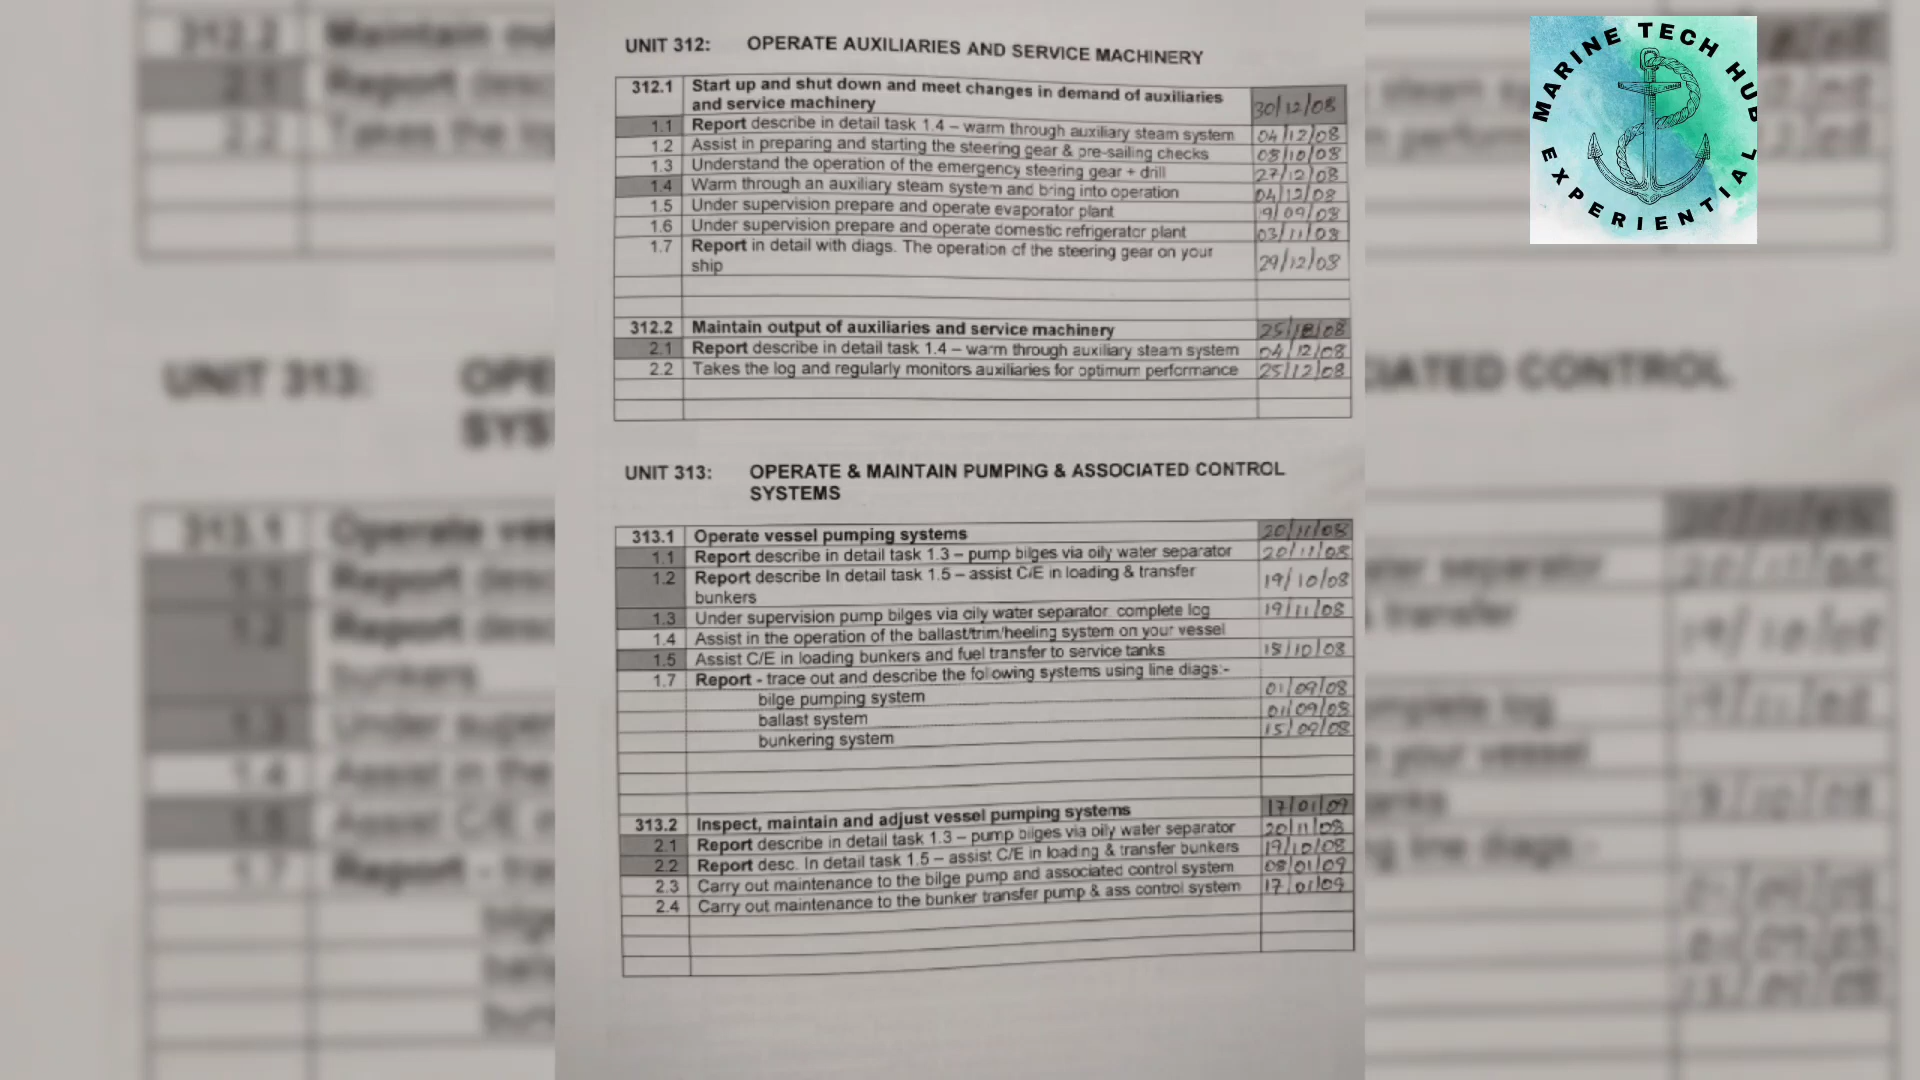 UNIT 312: OPERATE AUXILIARIES AND SERVICE MACHINERY
312.1 Start up and shut down and meet changes in demand of auxiliaries
and service machinery 30/12/08
1.1 Report describe in detail task 1.4 – warm through auxiliary steam system 04/12/08
1.2 Assist in preparing and starting the steering gear & pre-sailing checks 08/10/08
1.3 Understand the operation of the emergency steering gear + drill 27/12/08
1.4 Warm through an auxiliary steam system and bring into operation 04/12/08
1.5 Under supervision prepare and operate evaporator plant 19/09/08
1.6 Under supervision prepare and operate domestic refrigerator plant 03/11/08
1.7 Report in detail with diags. The operation of the steering gear on your
ship 29/12/08
312.2 Maintain output of auxiliaries and service machinery 25/12/08
2.1 Report describe in detail task 1.4 – warm through auxiliary steam system 04/12/08
2.2 Takes the log and regularly monitors auxiliaries for optimum performance 25/12/08
UNIT 313: OPERATE & MAINTAIN PUMPING & ASSOCIATED CONTROL
SYSTEMS
313.1 Operate vessel pumping systems 20/11/08
1.1 Report describe in detail task 1.3 – pump bilges via oily water separator 20/11/08
1.2 Report describe In detail task 1.5 – assist C/E in loading & transfer
bunkers 19/10/08
1.3 Under supervision pump bilges via oily water separator. complete log 19/11/08
1.4 Assist in the operation of the ballast/trim/heeling system on your vessel
1.5 Assist C/E in loading bunkers and fuel transfer to service tanks 18/10/08
1.7 Report - trace out and describe the following systems using line diags:-
bilge pumping system 01/09/08
ballast system 01/09/08
bunkering system 15/09/08
313.2 Inspect, maintain and adjust vessel pumping systems 17/01/09
2.1 Report describe in detail task 1.3 – pump bilges via oily water separator 20/11/08
2.2 Report desc. In detail task 1.5 – assist C/E in loading & transfer bunkers 19/10/08
2.3 Carry out maintenance to the bilge pump and associated control system 08/01/09
2.4 Carry out maintenance to the bunker transfer pump & ass control system 17/01/09
MARINE TECH HUB
EXPERIENTIAL